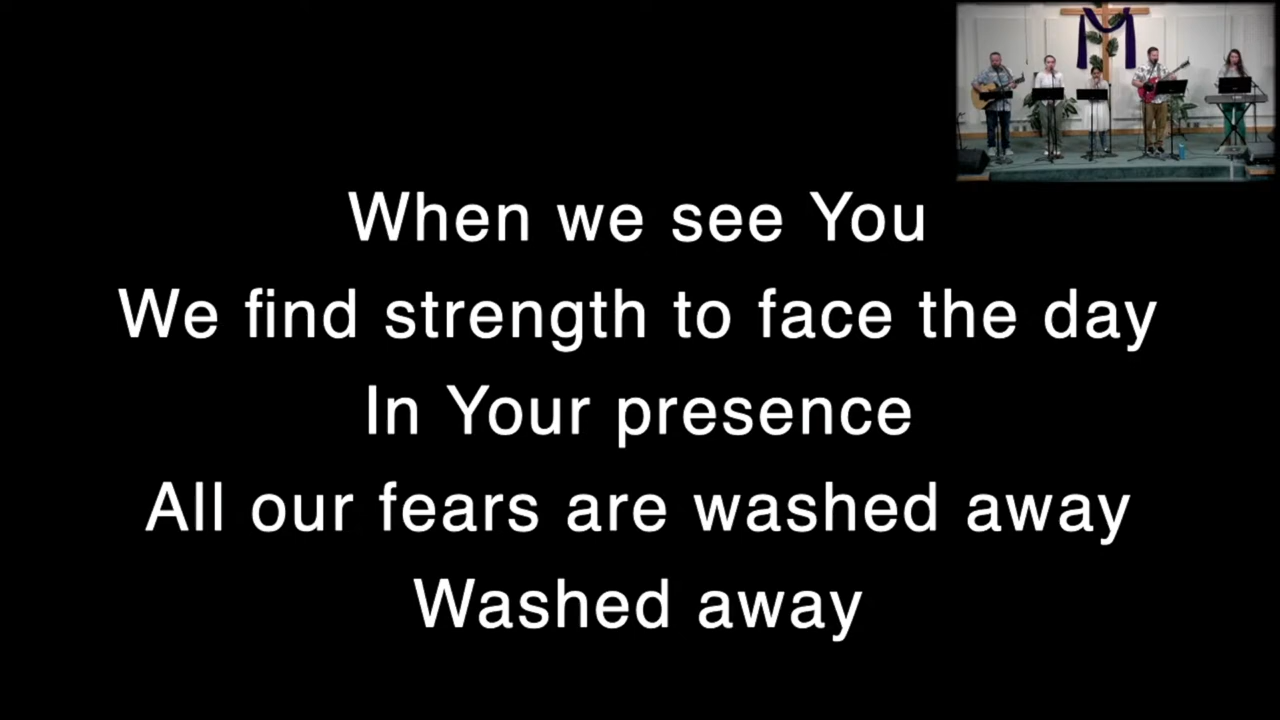 When we see You
We find strength to face the day
In Your presence
All our fears are washed away
Washed away